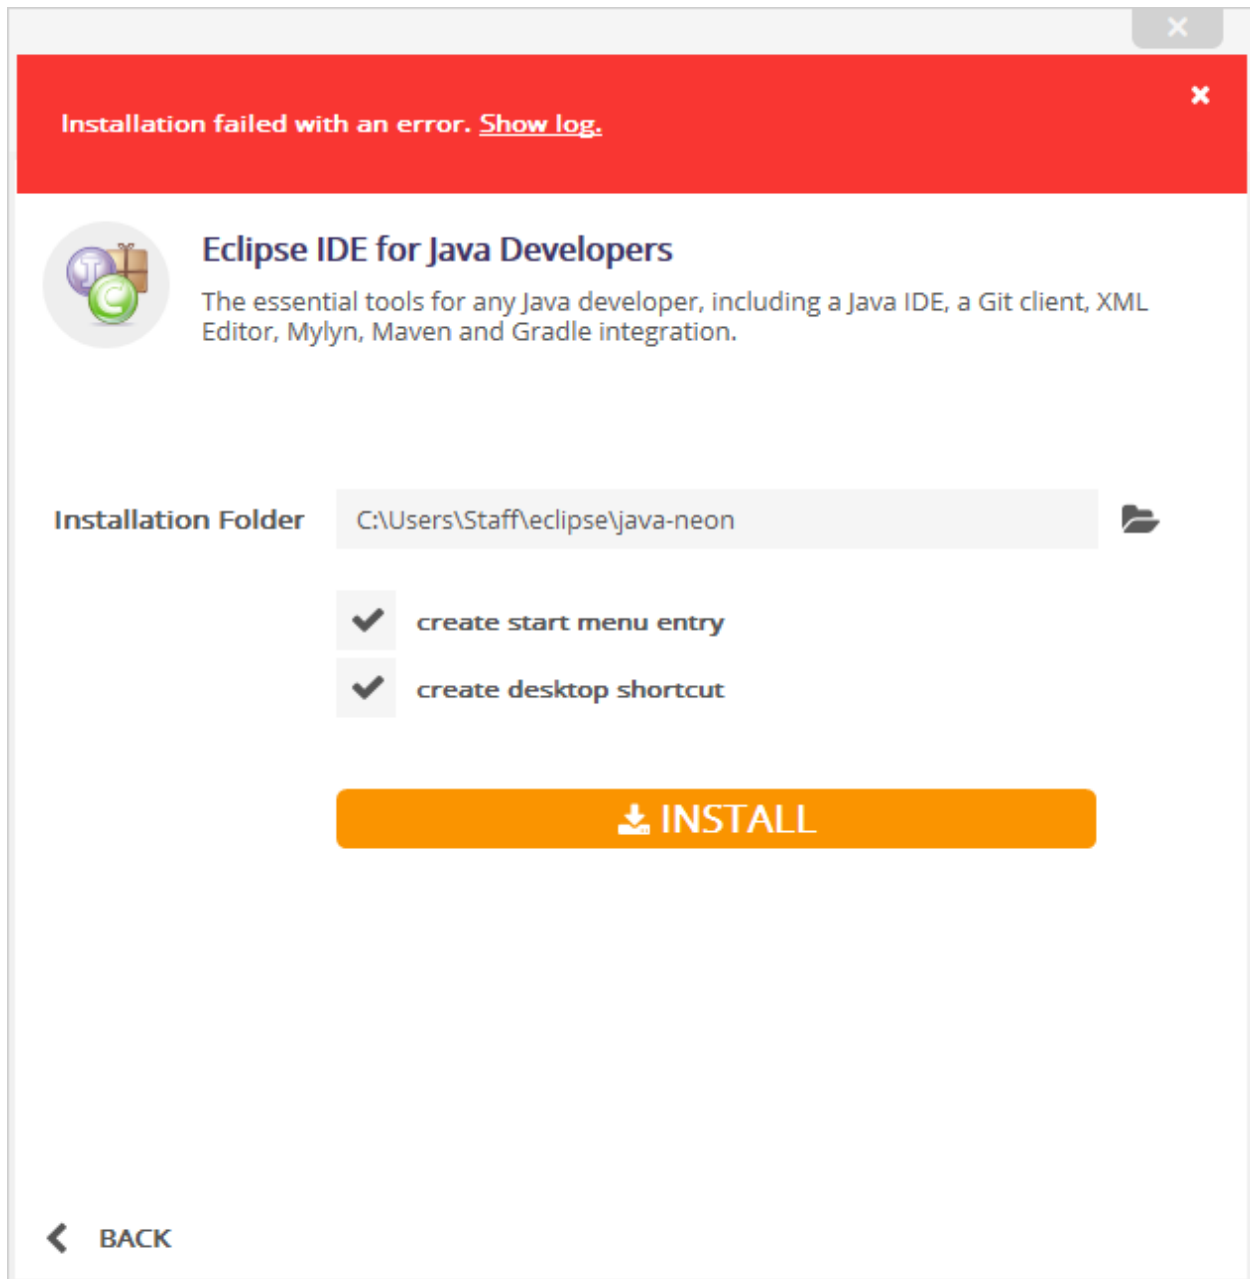 Installation failed with an error. Show log.
Eclipse IDE for Java Developers
The essential tools for any Java developer, including a Java IDE, a Git client, XML
Editor, Mylyn, Maven and Gradle integration.
Installation Folder C:\Users\Staff\eclipse\java-neon
create start menu entry
create desktop shortcut
INSTALL
BACK